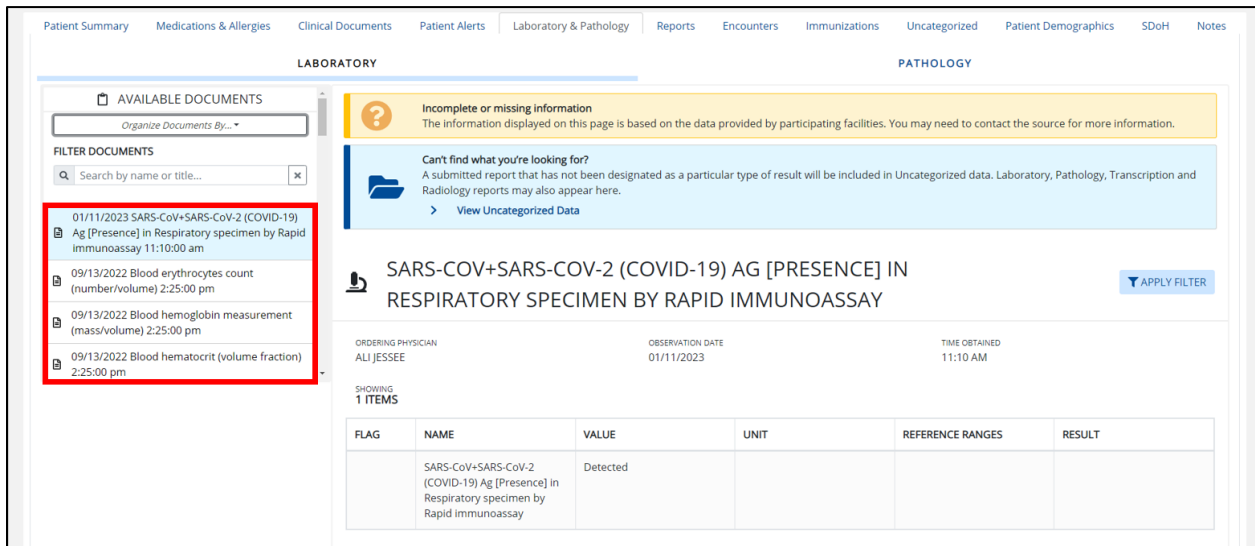 Patient Summary Medications & Allergies Clinical Documents Patient Alerts Laboratory & Pathology Reports Encounters Immunizations Uncategorized Patient Demographics SDoH Notes
LABORATORY PATHOLOGY
AVAILABLE DOCUMENTS
Organize Documents By...
FILTER DOCUMENTS
Search by name or title...
01/11/2023 SARS-CoV+SARS-CoV-2 (COVID-19)
Ag [Presence] in Respiratory specimen by Rapid
immunoassay 11:10:00 am
09/13/2022 Blood erythrocytes count
(number/volume) 2:25:00 pm
09/13/2022 Blood hemoglobin measurement
(mass/volume) 2:25:00 pm
09/13/2022 Blood hematocrit (volume fraction)
2:25:00 pm
Incomplete or missing information
The information displayed on this page is based on the data provided by participating facilities. You may need to contact the source for more information.
Can't find what you're looking for?
A submitted report that has not been designated as a particular type of result will be included in Uncategorized data. Laboratory, Pathology, Transcription and
Radiology reports may also appear here.
> View Uncategorized Data
SARS-COV+SARS-COV-2 (COVID-19) AG [PRESENCE] IN
RESPIRATORY SPECIMEN BY RAPID IMMUNOASSAY
APPLY FILTER
ORDERING PHYSICIAN OBSERVATION DATE TIME OBTAINED
ALI JESSEE 01/11/2023 11:10 AM
SHOWING
1 ITEMS
FLAG NAME VALUE UNIT REFERENCE RANGES RESULT
SARS-CoV+SARS-CoV-2 Detected
(COVID-19) Ag [Presence] in
Respiratory specimen by
Rapid immunoassay